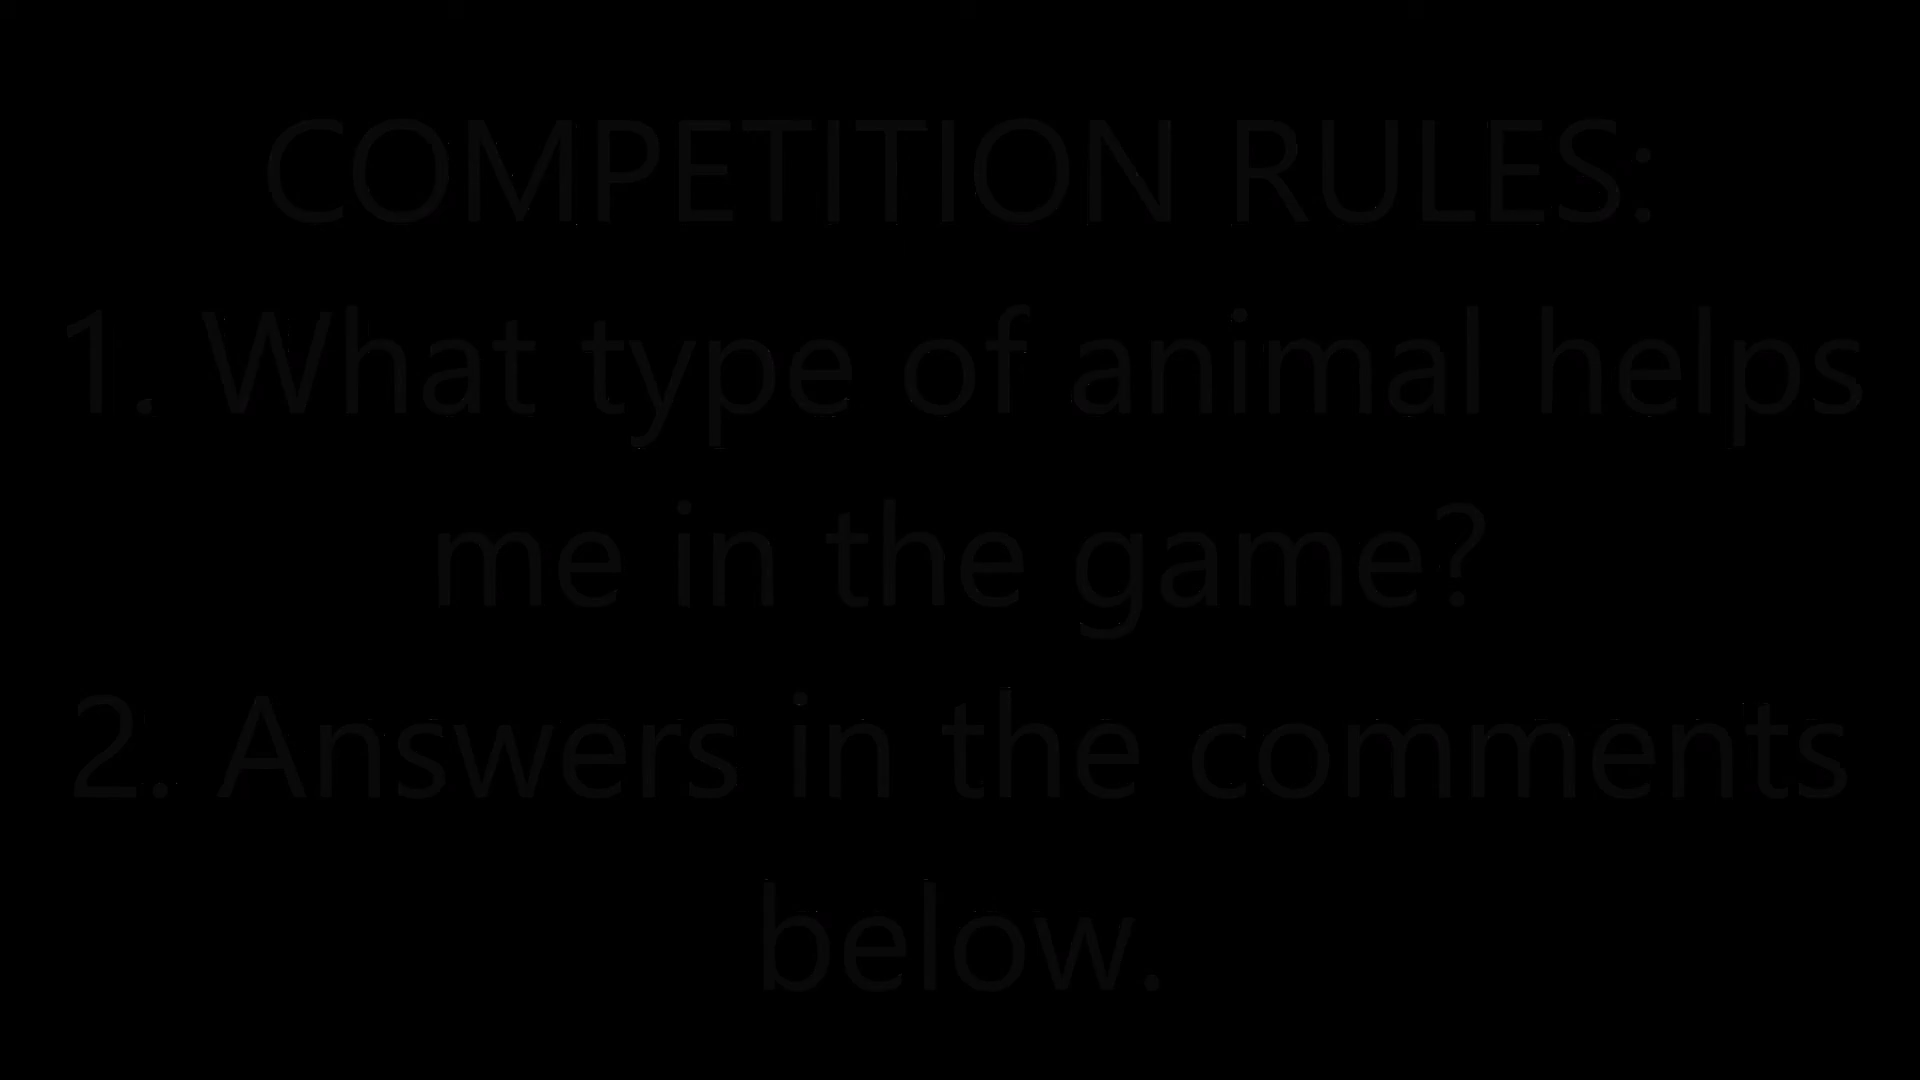 COMPETITION RULES:
1. What type of animal helps
me in the game?
2. Answers in the comments
below.